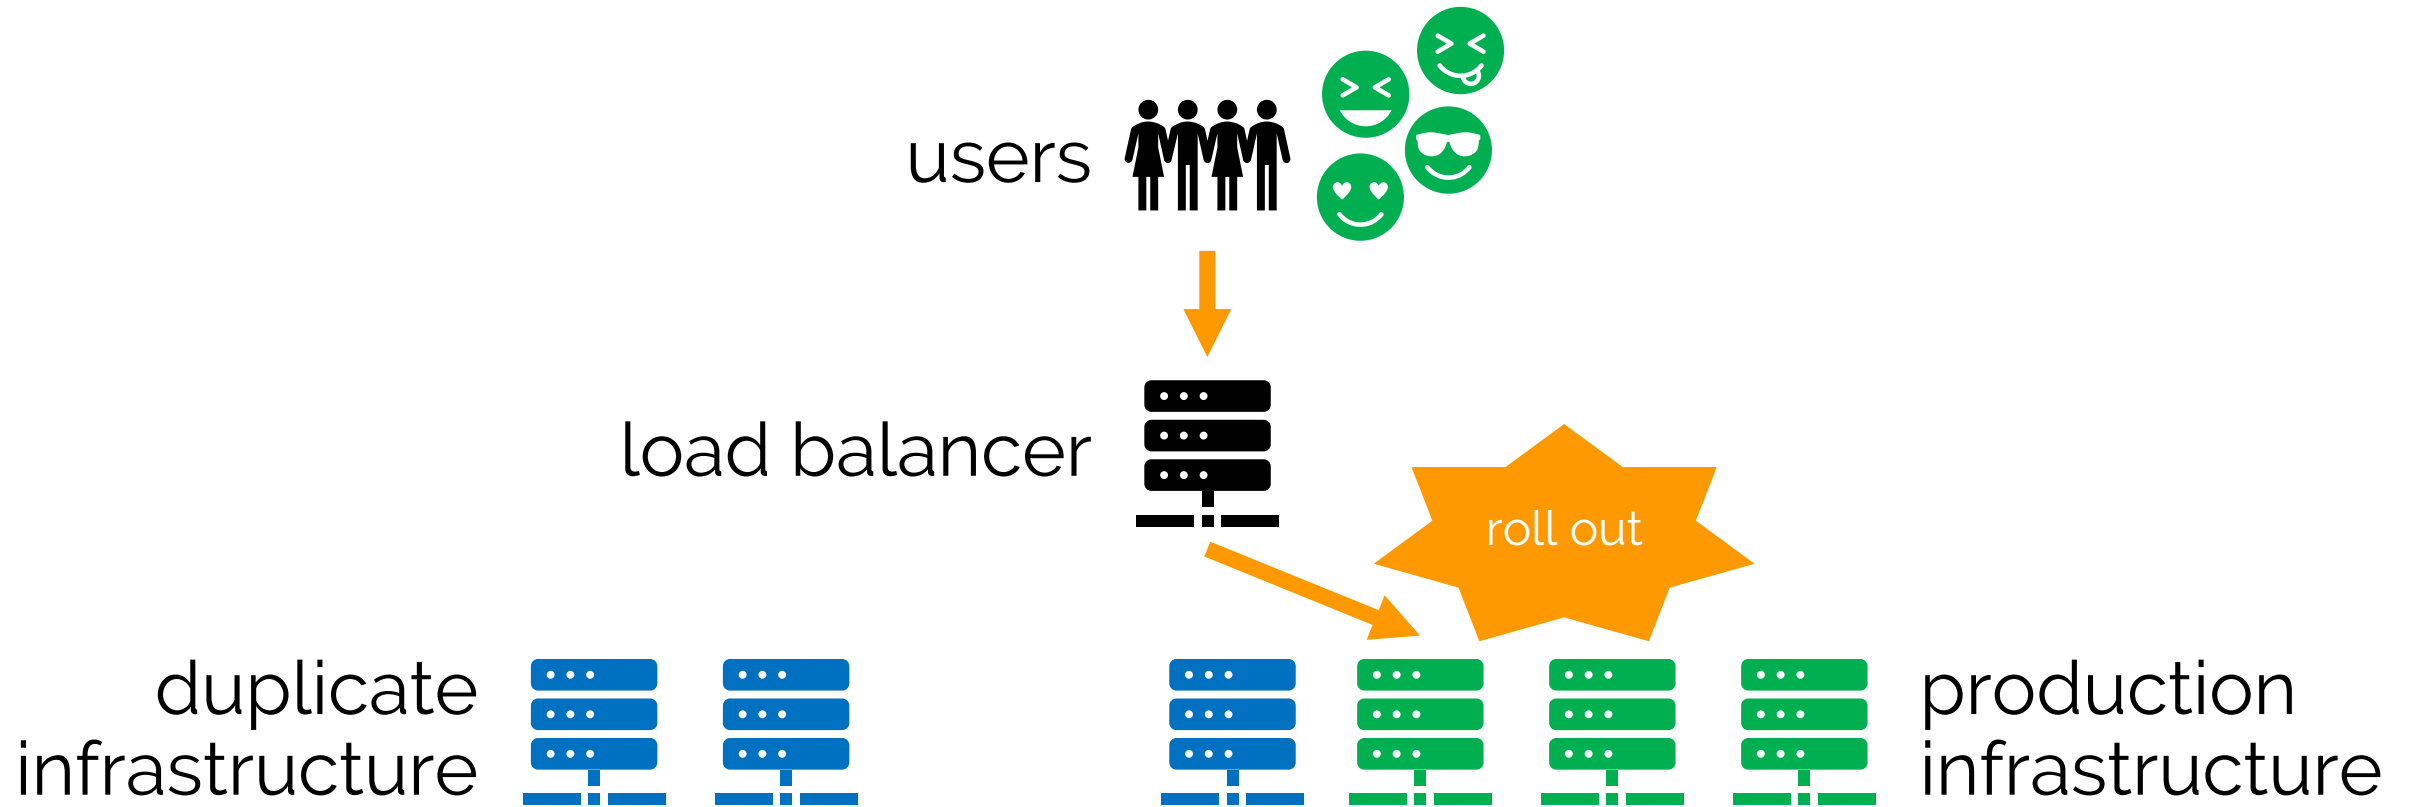 users
load balancer
roll out
duplicate
infrastructure
production
infrastructure